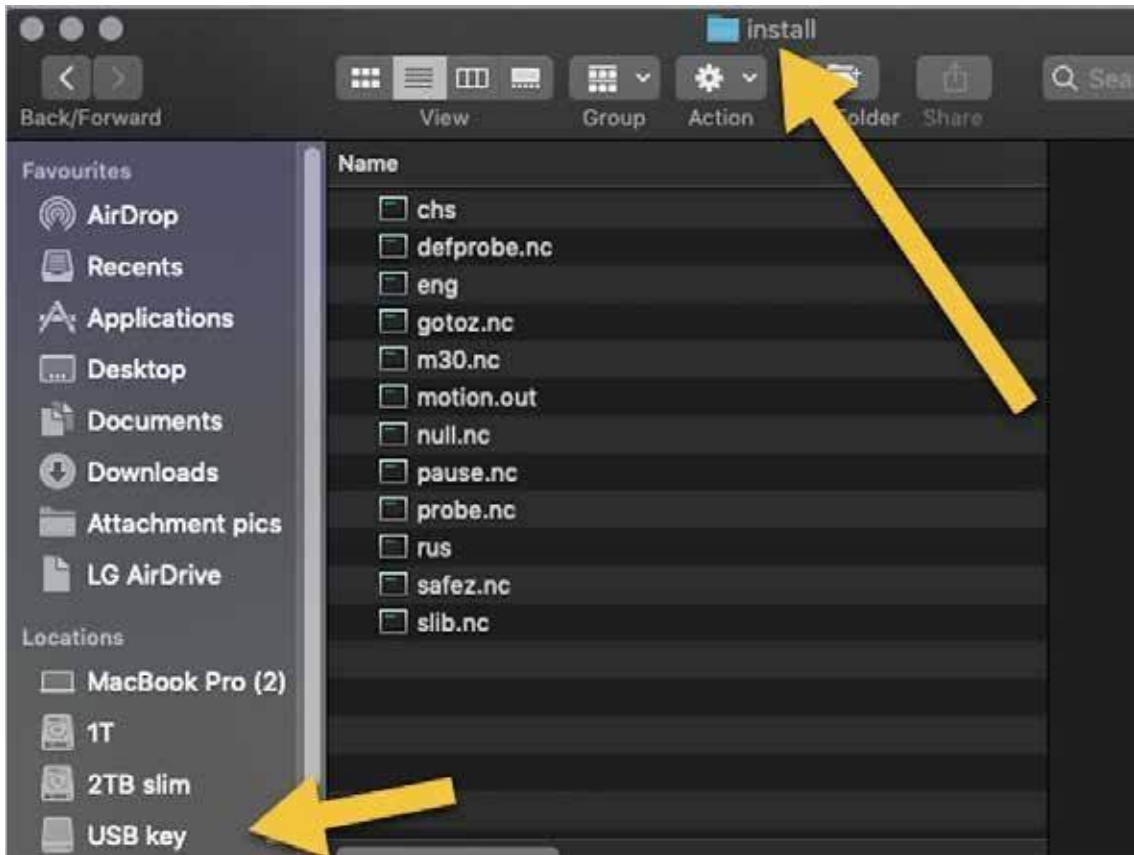 install
Back/Forward
View
Group
Action
Folder
Share
Sea
Favourites
AirDrop
Recents
Applications
Desktop
Documents
Downloads
Attachment pics
LG AirDrive
Locations
MacBook Pro (2)
1T
2TB slim
USB key
Name
chs
defprobe.nc
eng
gotoz.nc
m30.nc
motion.out
null.nc
pause.nc
probe.nc
rus
safez.nc
slib.nc